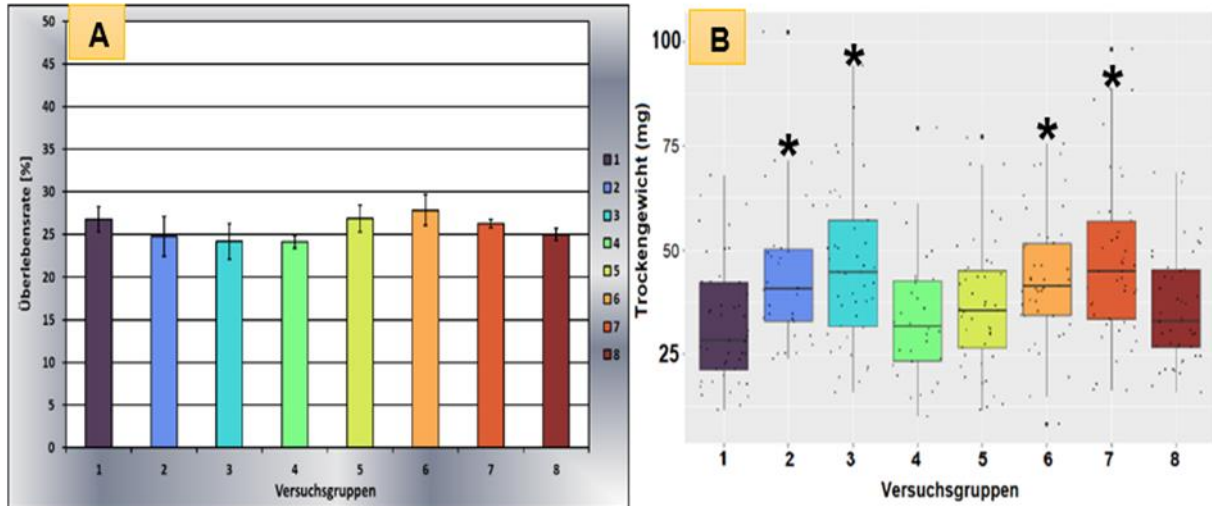 A
Überlebensrate [%]
50
45
40
35
30
25
20
15
10
5
0
1 2 3 4 5 6 7 8
Versuchsgruppen
1
2
3
4
5
6
7
8
B
Trockengewicht (mg)
100
75
50
25
* * * *
1 2 3 4 5 6 7 8
Versuchsgruppen